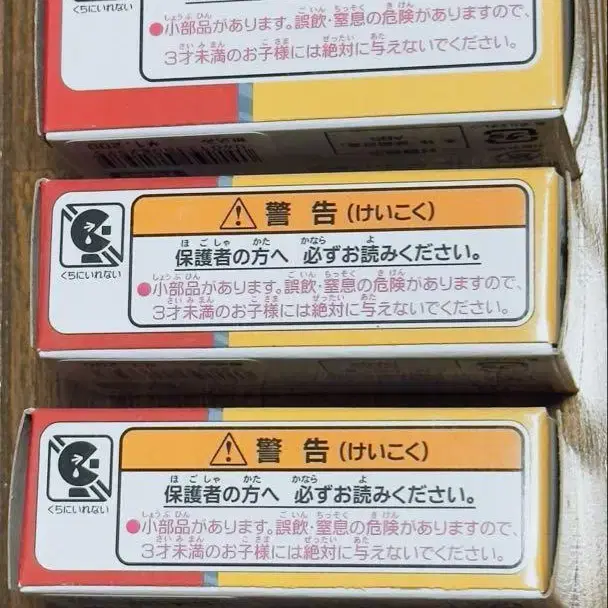 くちにいれない
●小部品があります。誤飲・窒息の危険がありますので、
3才未満のお子様には絶対に与えないでください。
¥1,200
警告(けいこく)
保護者の方へ 必ずお読みください。
くちにいれない
●小部品があります。誤飲・窒息の危険がありますので、
3才未満のお子様には絶対に与えないでください。
警告(けいこく)
保護者の方へ 必ずお読みください。
くちにいれない
●小部品があります。誤飲・窒息の危険がありますので、
3才未満のお子様には絶対に与えないでください。